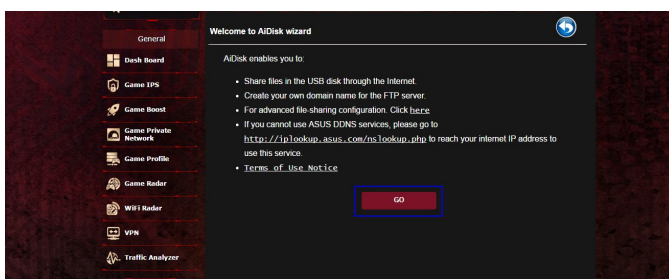 General
Dash Board
Game IPS
Game Boost
Game Private
Network
Game Profile
Game Radar
WiFi Radar
VPN
Traffic Analyzer
Welcome to AiDisk wizard
AiDisk enables you to:
Share files in the USB disk through the Internet.
Create your own domain name for the FTP server.
For advanced file-sharing configuration. Click here
If you cannot use ASUS DDNS services, please go to
http://iplookup.asus.com/nslookup.php to reach your internet IP address to
use this service.
Terms of Use Notice
GO